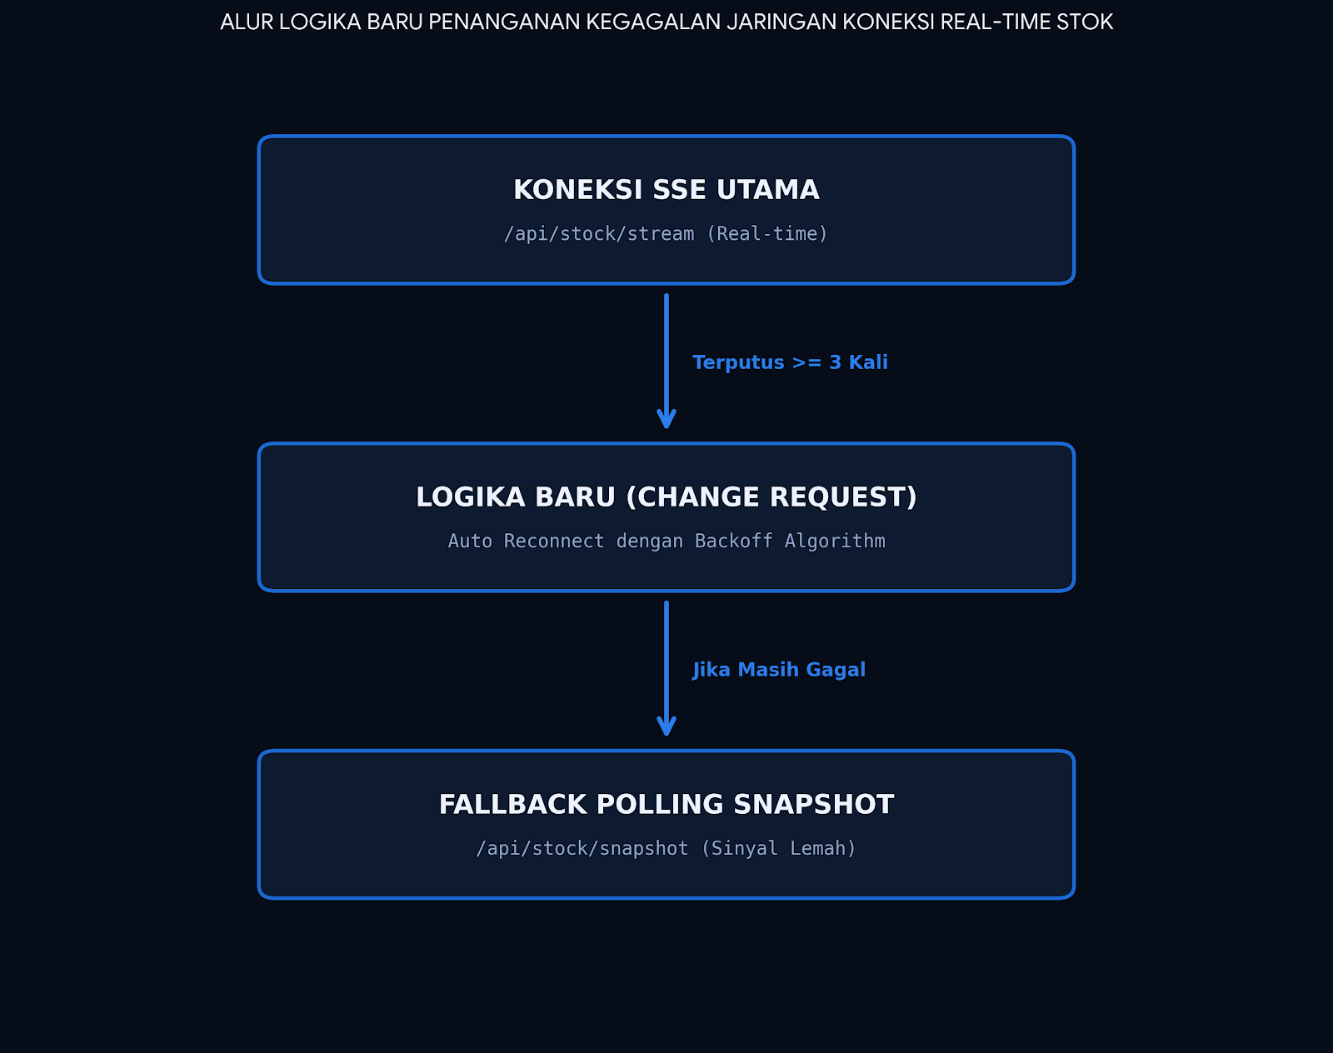 ALUR LOGIKA BARU PENANGANAN KEGAGALAN JARINGAN KONEKSI REAL-TIME STOK
KONEKSI SSE UTAMA
/api/stock/stream (Real-time)
Terputus >= 3 Kali
LOGIKA BARU (CHANGE REQUEST)
Auto Reconnect dengan Backoff Algorithm
Jika Masih Gagal
FALLBACK POLLING SNAPSHOT
/api/stock/snapshot (Sinyal Lemah)